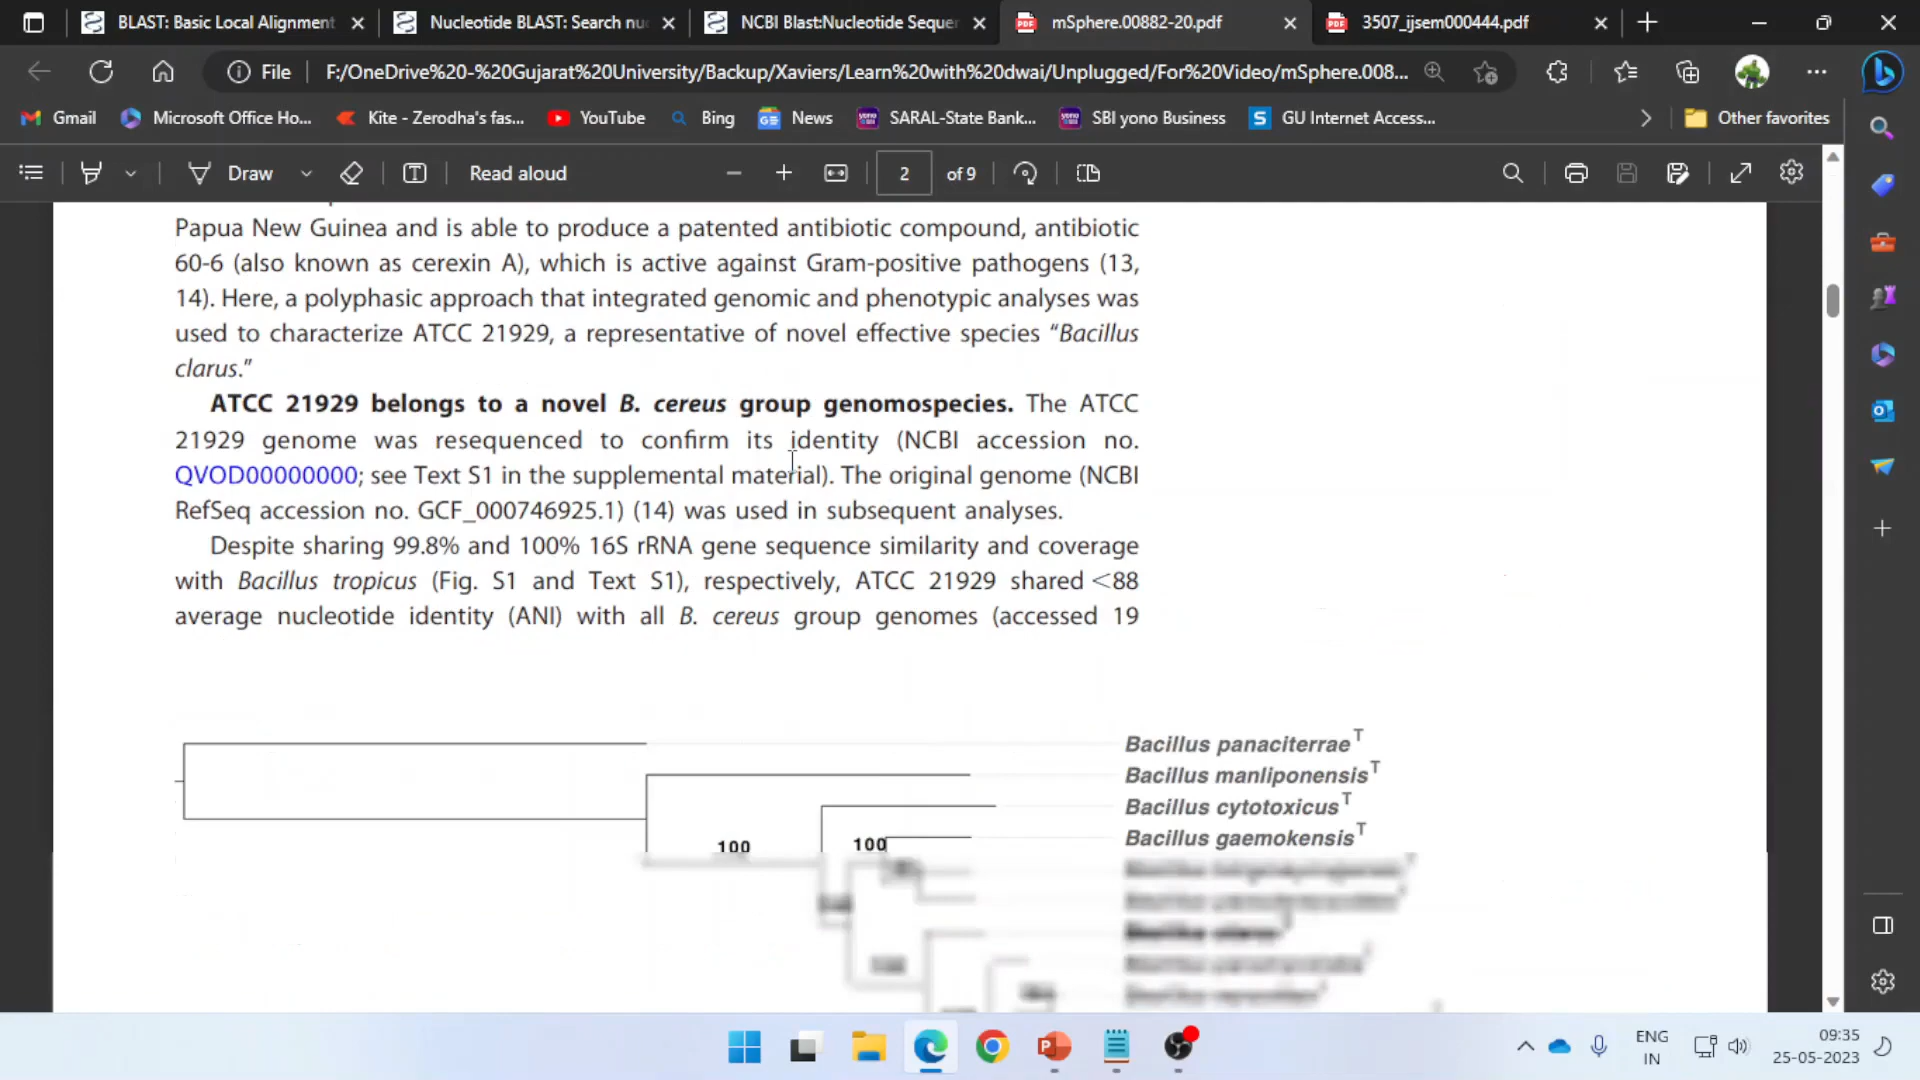 BLAST: Basic Local Alignment
Nucleotide BLAST: Search nu
NCBI Blast:Nucleotide Seque
mSphere.00882-20.pdf
3507_ijsem000444.pdf
File
F:/OneDrive%20-%20Gujarat%20University/Backup/Xaviers/Learn%20with%20dwai/Unplugged/For%20Video/mSphere.008...
Gmail
Microsoft Office Ho...
Kite - Zerodha's fas...
YouTube
Bing
News
SARAL-State Bank...
SBI yono Business
GU Internet Access...
Other favorites
Draw
Read aloud
2 of 9
Papua New Guinea and is able to produce a patented antibiotic compound, antibiotic
60-6 (also known as cerexin A), which is active against Gram-positive pathogens (13,
14). Here, a polyphasic approach that integrated genomic and phenotypic analyses was
used to characterize ATCC 21929, a representative of novel effective species “Bacillus
clarus.”
ATCC 21929 belongs to a novel B. cereus group genomospecies. The ATCC
21929 genome was resequenced to confirm its identity (NCBI accession no.
QVOD00000000; see Text S1 in the supplemental material). The original genome (NCBI
RefSeq accession no. GCF_000746925.1) (14) was used in subsequent analyses.
Despite sharing 99.8% and 100% 16S rRNA gene sequence similarity and coverage
with Bacillus tropicus (Fig. S1 and Text S1), respectively, ATCC 21929 shared <88
average nucleotide identity (ANI) with all B. cereus group genomes (accessed 19
Bacillus panaciterrae T
Bacillus manliponensis T
Bacillus cytotoxicus T
Bacillus gaemokensis T
100
100
ENG
IN
09:35
25-05-2023